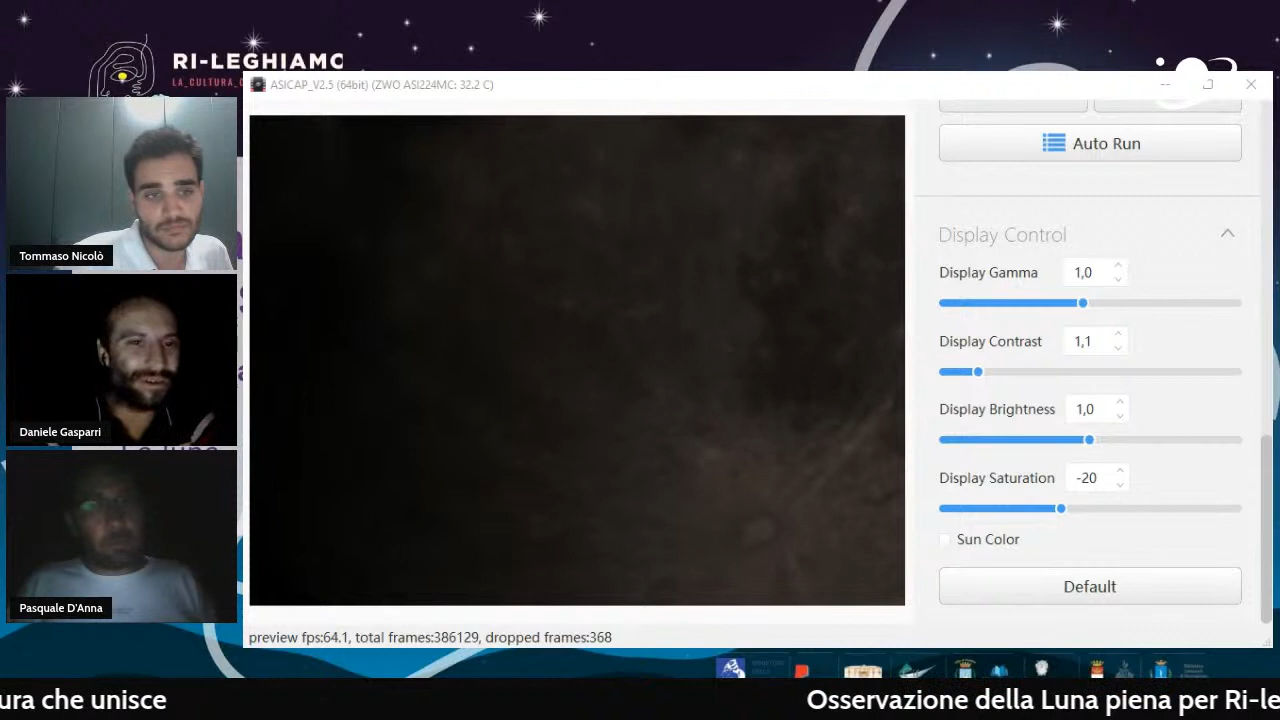 RI-LEGHIAMO
LA_CULTURA_
ASICAP_V2.5 (64bit) (ZWO ASI224MC: 32.2 C)
Auto Run
Tommaso Nicolò
Display Control
Display Gamma 1,0
Display Contrast 1,1
Display Brightness 1,0
Daniele Gasparri
Display Saturation -20
Sun Color
Default
Pasquale D'Anna
preview fps:64.1, total frames:386129, dropped frames:368
ura che unisce
Osservazione della Luna piena per Ri-le